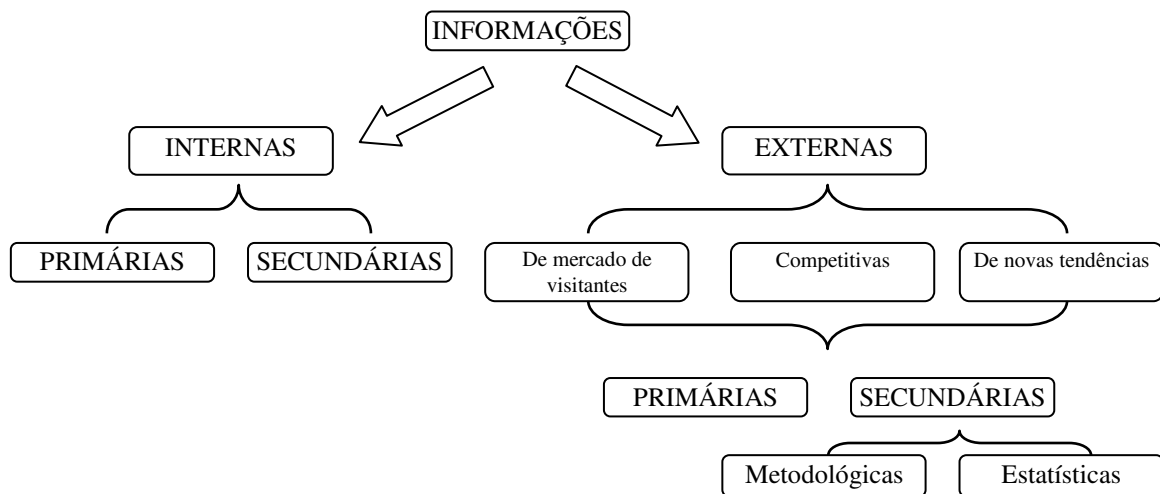 INFORMAÇÕES
INTERNAS
EXTERNAS
PRIMÁRIAS
SECUNDÁRIAS
De mercado de
visitantes
Competitivas
De novas tendências
PRIMÁRIAS
SECUNDÁRIAS
Metodológicas
Estatísticas